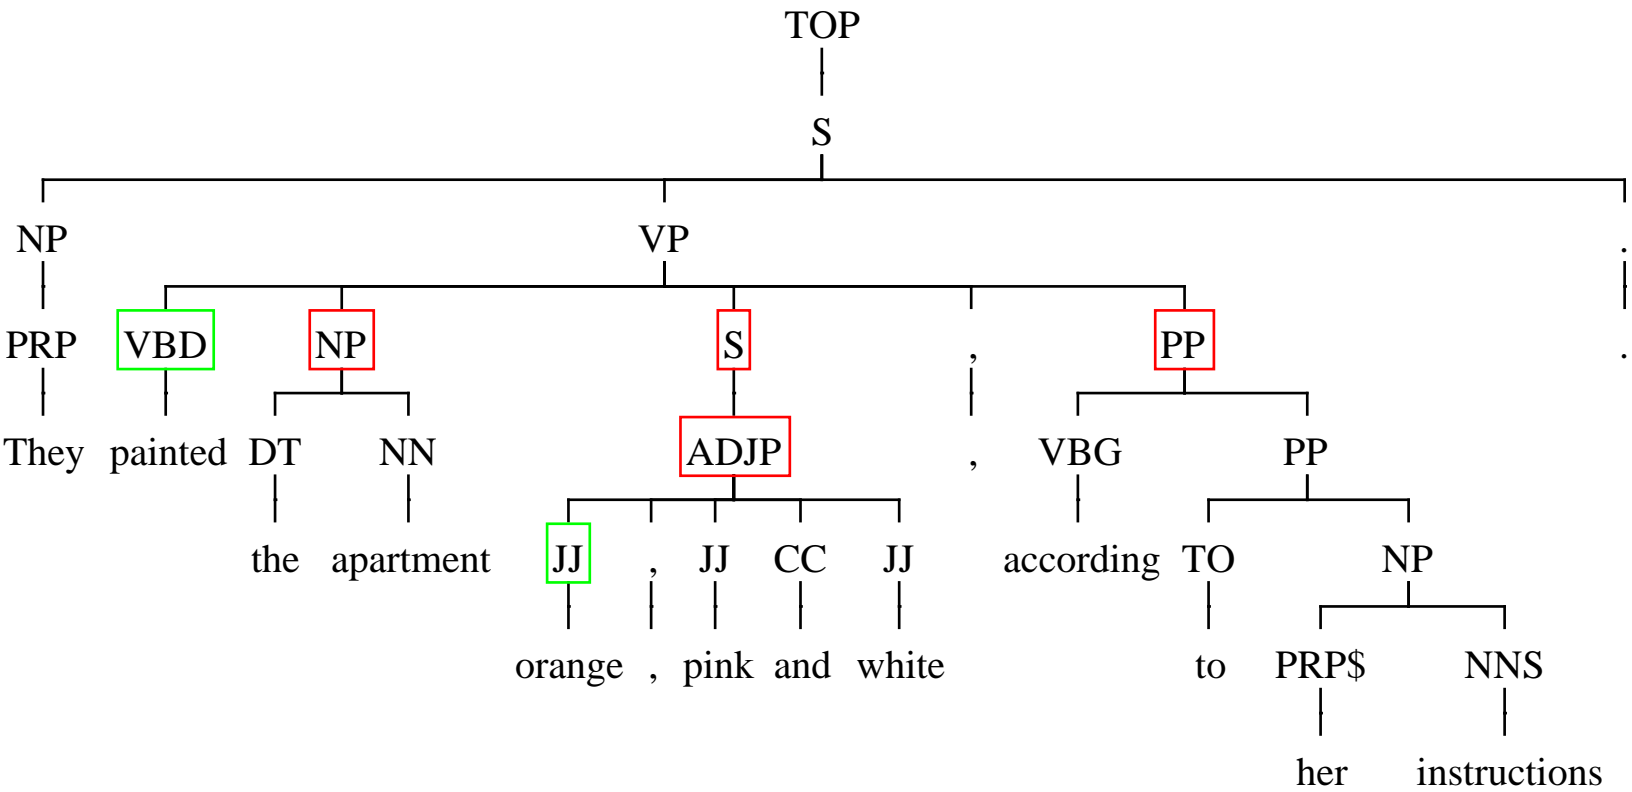 TOP
S
NP VP .
PRP VBD NP S , PP .
They painted DT NN ADJP , VBG PP
the apartment JJ , JJ CC JJ according TO NP
orange , pink and white to PRP$ NNS
her instructions